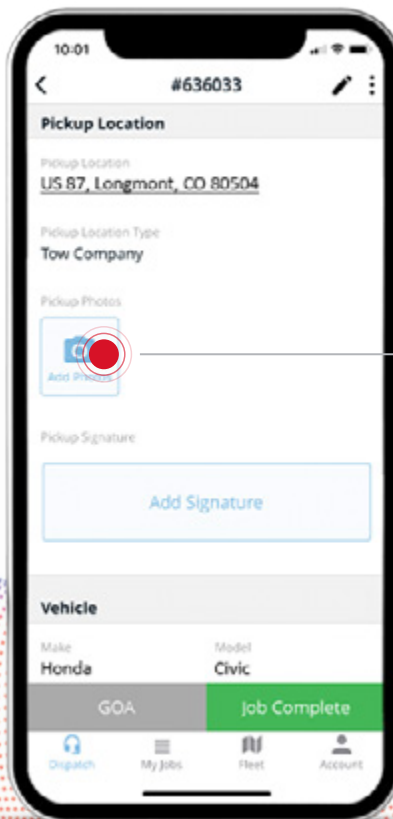 10:01
#636033
Pickup Location
Pickup Location
US 87, Longmont, CO 80504
Pickup Location Type
Tow Company
Pickup Photos
Add Photos
Pickup Signature
Add Signature
Vehicle
Make Model
Honda Civic
GOA Job Complete
Dispatch My Jobs Fleet Account